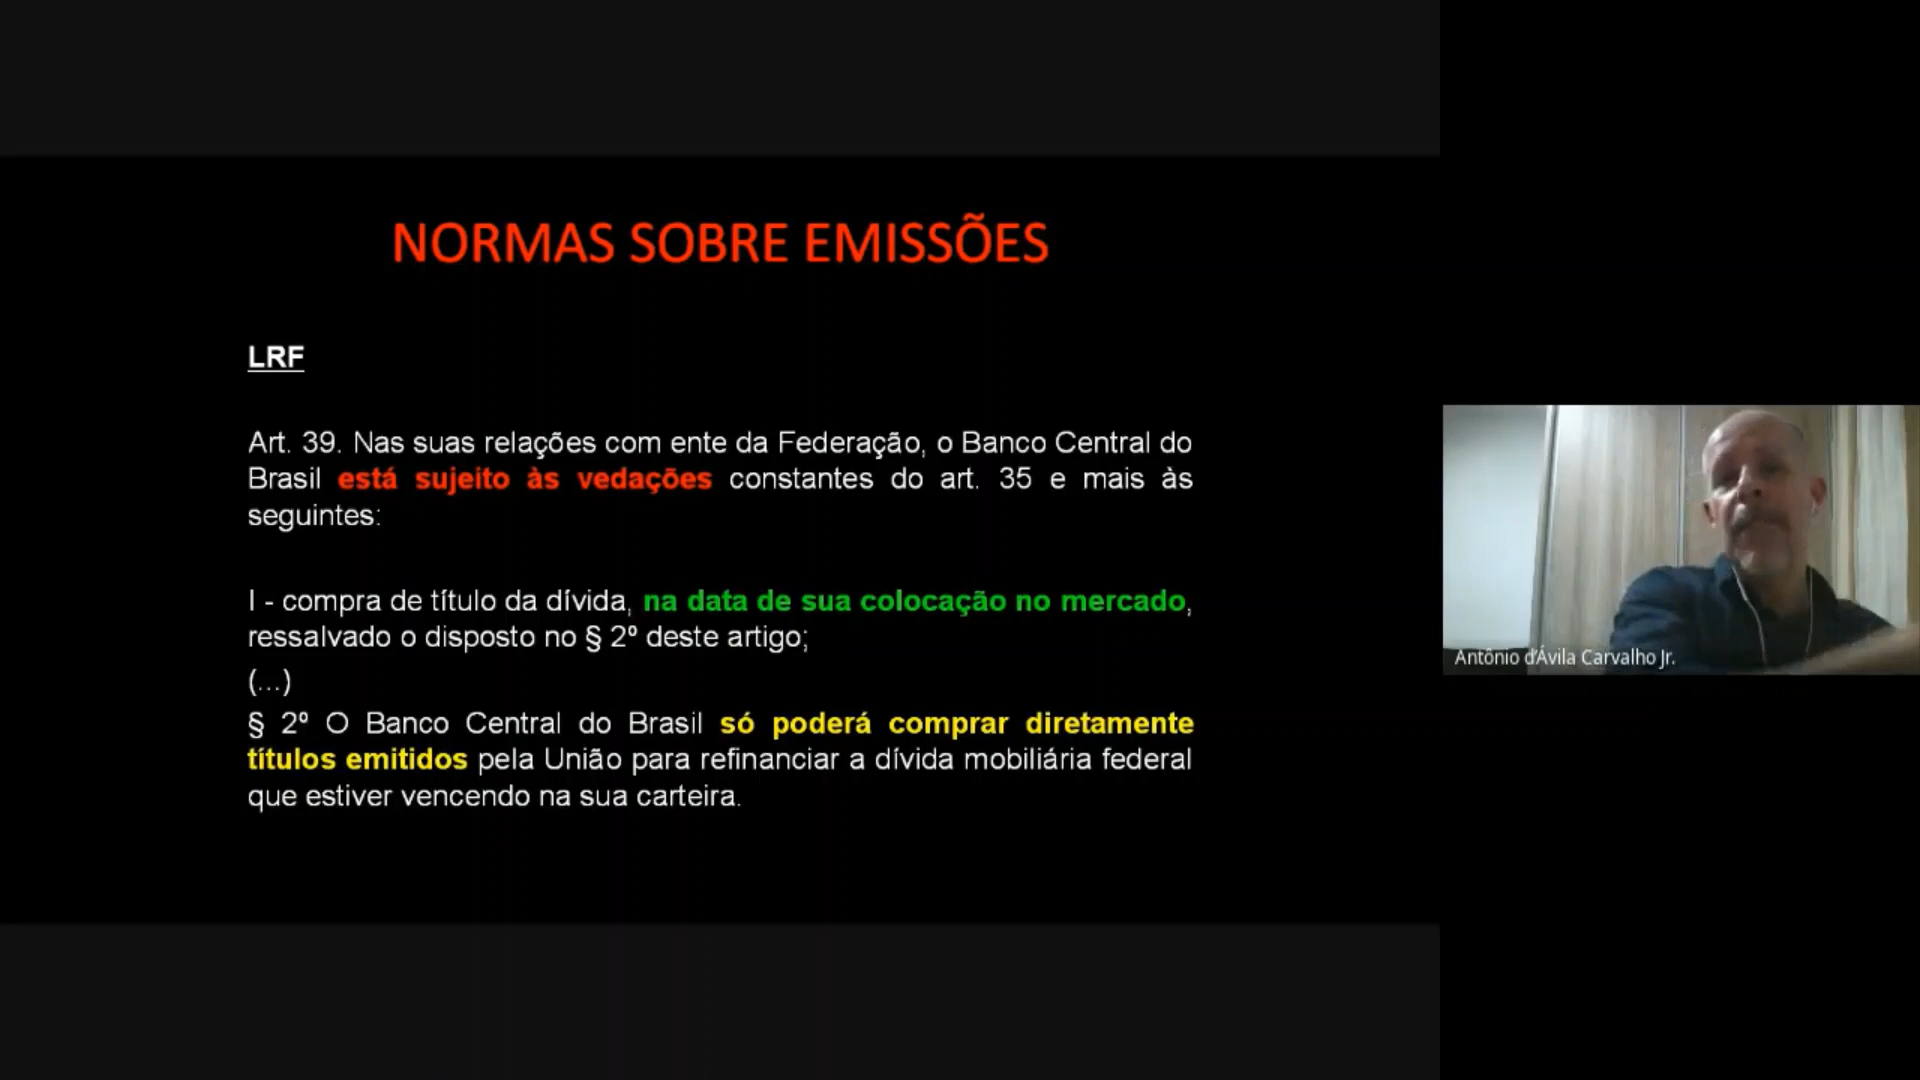 NORMAS SOBRE EMISSÕES
LRF
Art. 39. Nas suas relações com ente da Federação, o Banco Central do
Brasil está sujeito às vedações constantes do art. 35 e mais às
seguintes:
I - compra de título da dívida, na data de sua colocação no mercado,
ressalvado o disposto no § 2º deste artigo;
(...)
§ 2º O Banco Central do Brasil só poderá comprar diretamente
títulos emitidos pela União para refinanciar a dívida mobiliária federal
que estiver vencendo na sua carteira.
Antônio d'Ávila Carvalho Jr.